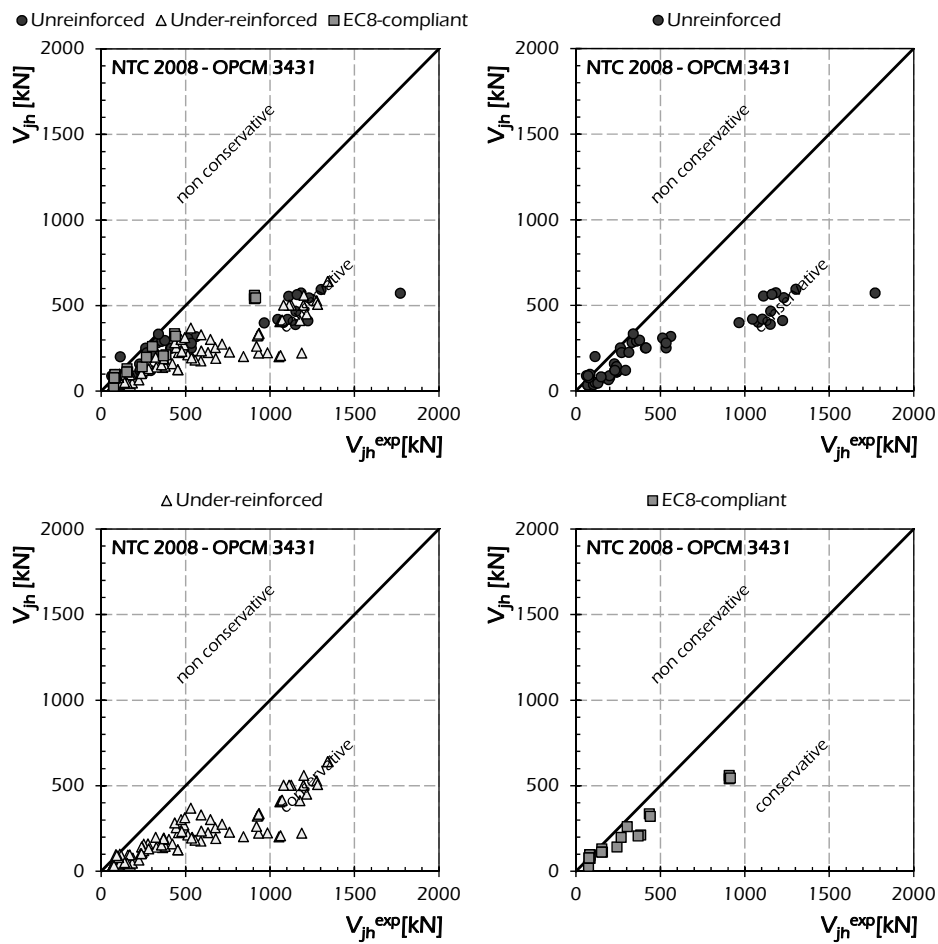 Unreinforced Under-reinforced EC8-compliant
Unreinforced
NTC 2008 - OPCM 3431
V_jh [kN]
2000
1500
1000
500
0
non conservative
conservative
0 500 1000 1500 2000
V_jh^exp[kN]
NTC 2008 - OPCM 3431
V_jh [kN]
2000
1500
1000
500
0
non conservative
conservative
0 500 1000 1500 2000
V_jh^exp[kN]
Under-reinforced
EC8-compliant
NTC 2008 - OPCM 3431
V_jh [kN]
2000
1500
1000
500
0
non conservative
conservative
0 500 1000 1500 2000
V_jh^exp[kN]
NTC 2008 - OPCM 3431
V_jh [kN]
2000
1500
1000
500
0
non conservative
conservative
0 500 1000 1500 2000
V_jh^exp[kN]